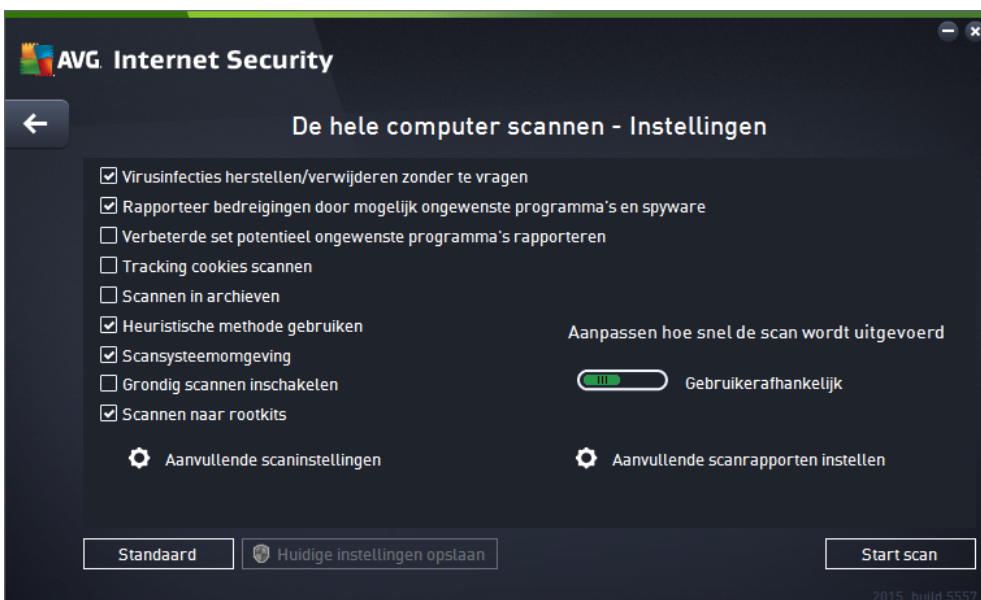 AVG. Internet Security
De hele computer scannen - Instellingen
Virusinfecties herstellen/verwijderen zonder te vragen
Rapporteer bedreigingen door mogelijk ongewenste programma's en spyware
Verbeterde set potentieel ongewenste programma's rapporteren
Tracking cookies scannen
Scannen in archieven
Heuristische methode gebruiken
Scansysteemomgeving
Grondig scannen inschakelen
Scannen naar rootkits
Aanpassen hoe snel de scan wordt uitgevoerd
Gebruikerafhankelijk
Aanvullende scaninstellingen
Aanvullende scanrapporten instellen
Standaard
Huidige instellingen opslaan
Start scan
2015 build 5557